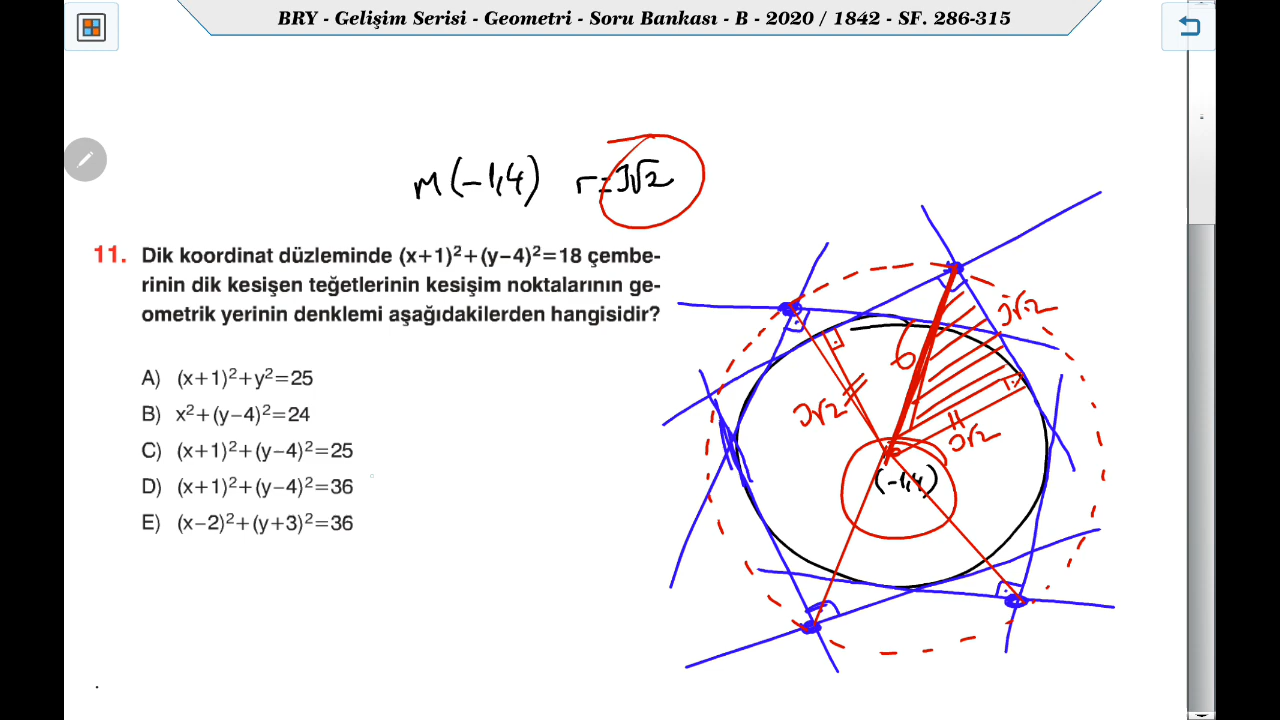 BRY - Gelişim Serisi - Geometri - Soru Bankası - B - 2020 / 1842 - SF. 286-315
M(-1,4) r=3√2
11. Dik koordinat düzleminde (x+1)²+(y−4)²=18 çembe-
rinin dik kesişen teğetlerinin kesişim noktalarının ge-
ometrik yerinin denklemi aşağıdakilerden hangisidir?
A) (x+1)²+y²=25
B) x²+(y−4)²=24
C) (x+1)²+(y−4)²=25
D) (x+1)²+(y−4)²=36
E) (x−2)²+(y+3)²=36
3√2
6
3√2
3√2
(-1,4)